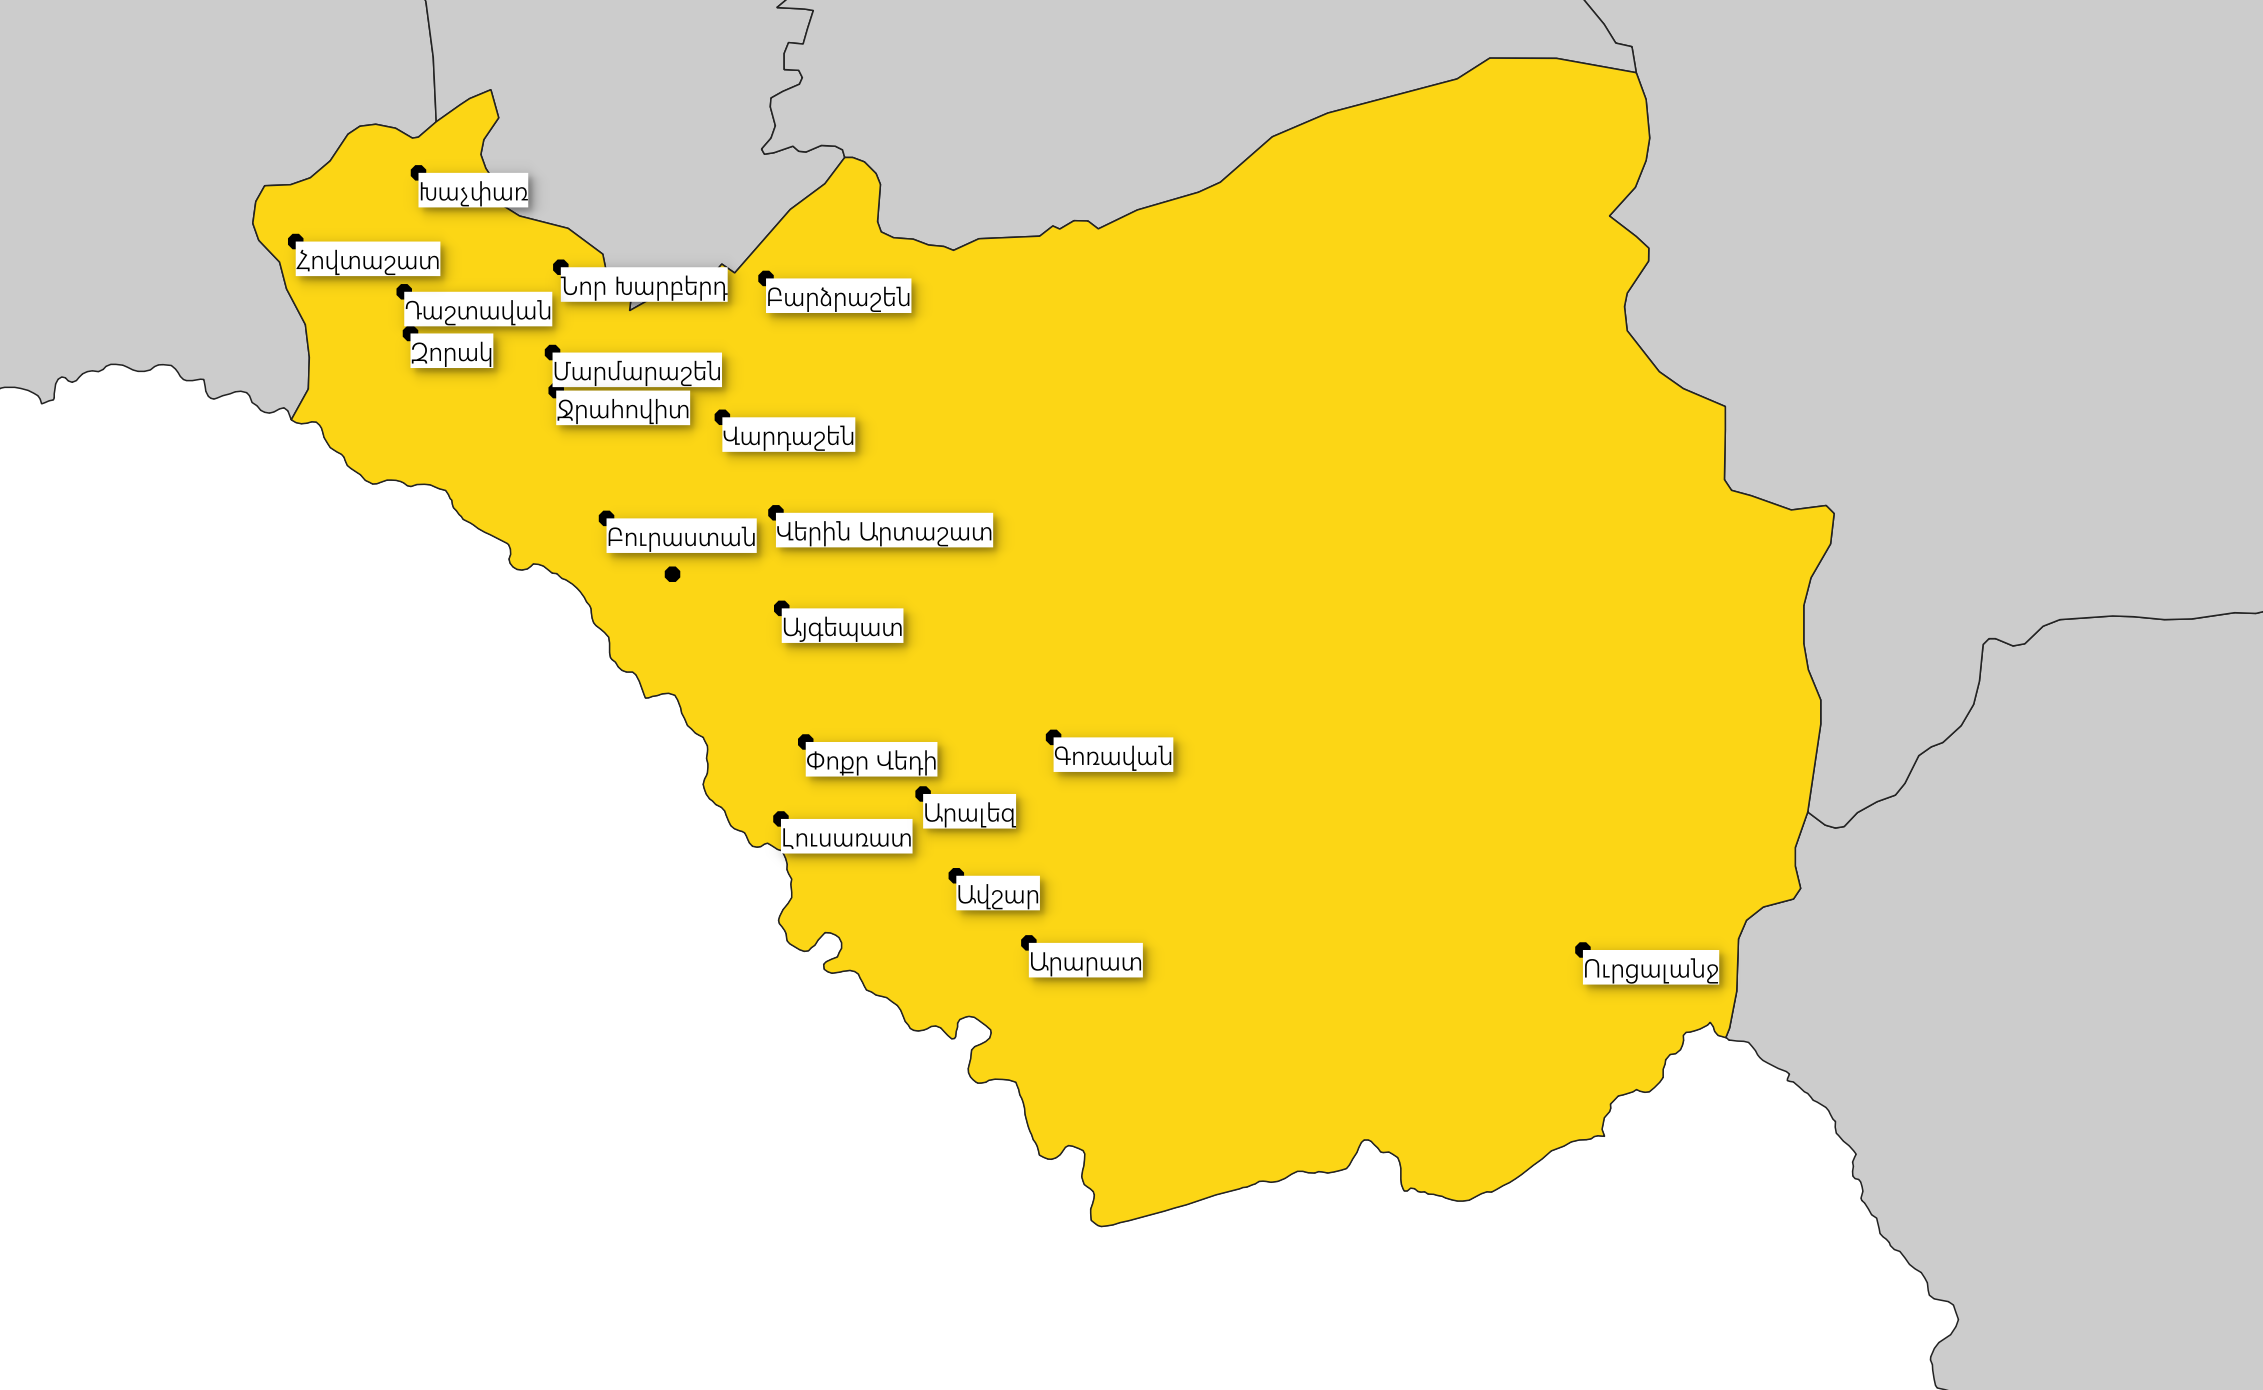 Խաչփառ
Հովտաշատ
Նոր Խարբերդ
Բարձրաշեն
Դաշտավան
Զորակ
Մարմարաշեն
Ջրահովիտ
Վարդաշեն
Բուրաստան
Վերին Արտաշատ
Այգեպատ
Փոքր Վեդի
Գոռավան
Արալեզ
Լուսառատ
Ավշար
Արարատ
Ուրցալանջ